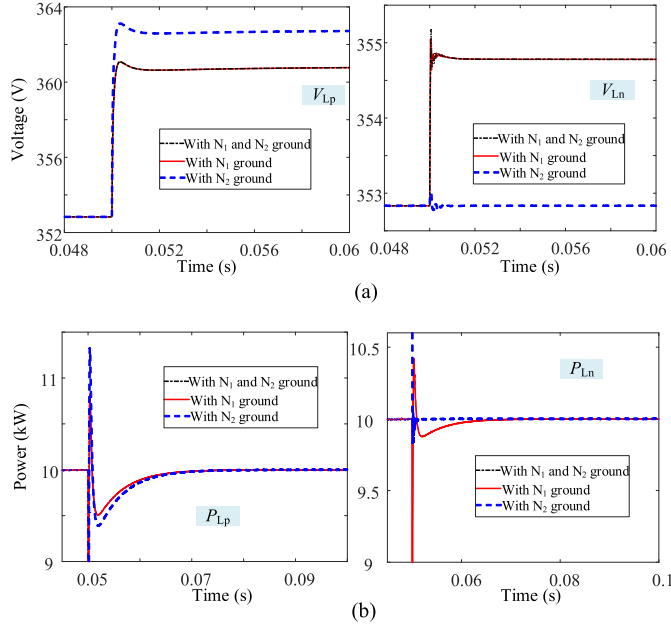 (a)
364
360
356
352
Voltage (V)
V_Lp
With N₁ and N₂ ground
With N₁ ground
With N₂ ground
0.048
0.052
0.056
0.06
Time (s)
355
354
353
V_Ln
With N₁ and N₂ ground
With N₁ ground
With N₂ ground
0.048
0.052
0.056
0.06
Time (s)
(a)
11
10
9
Power (kW)
With N₁ and N₂ ground
With N₁ ground
With N₂ ground
P_Lp
0.05
0.07
0.09
Time (s)
10.5
10
9.5
9
P_Ln
With N₁ and N₂ ground
With N₁ ground
With N₂ ground
0.06
0.08
0.1
Time (s)
(b)